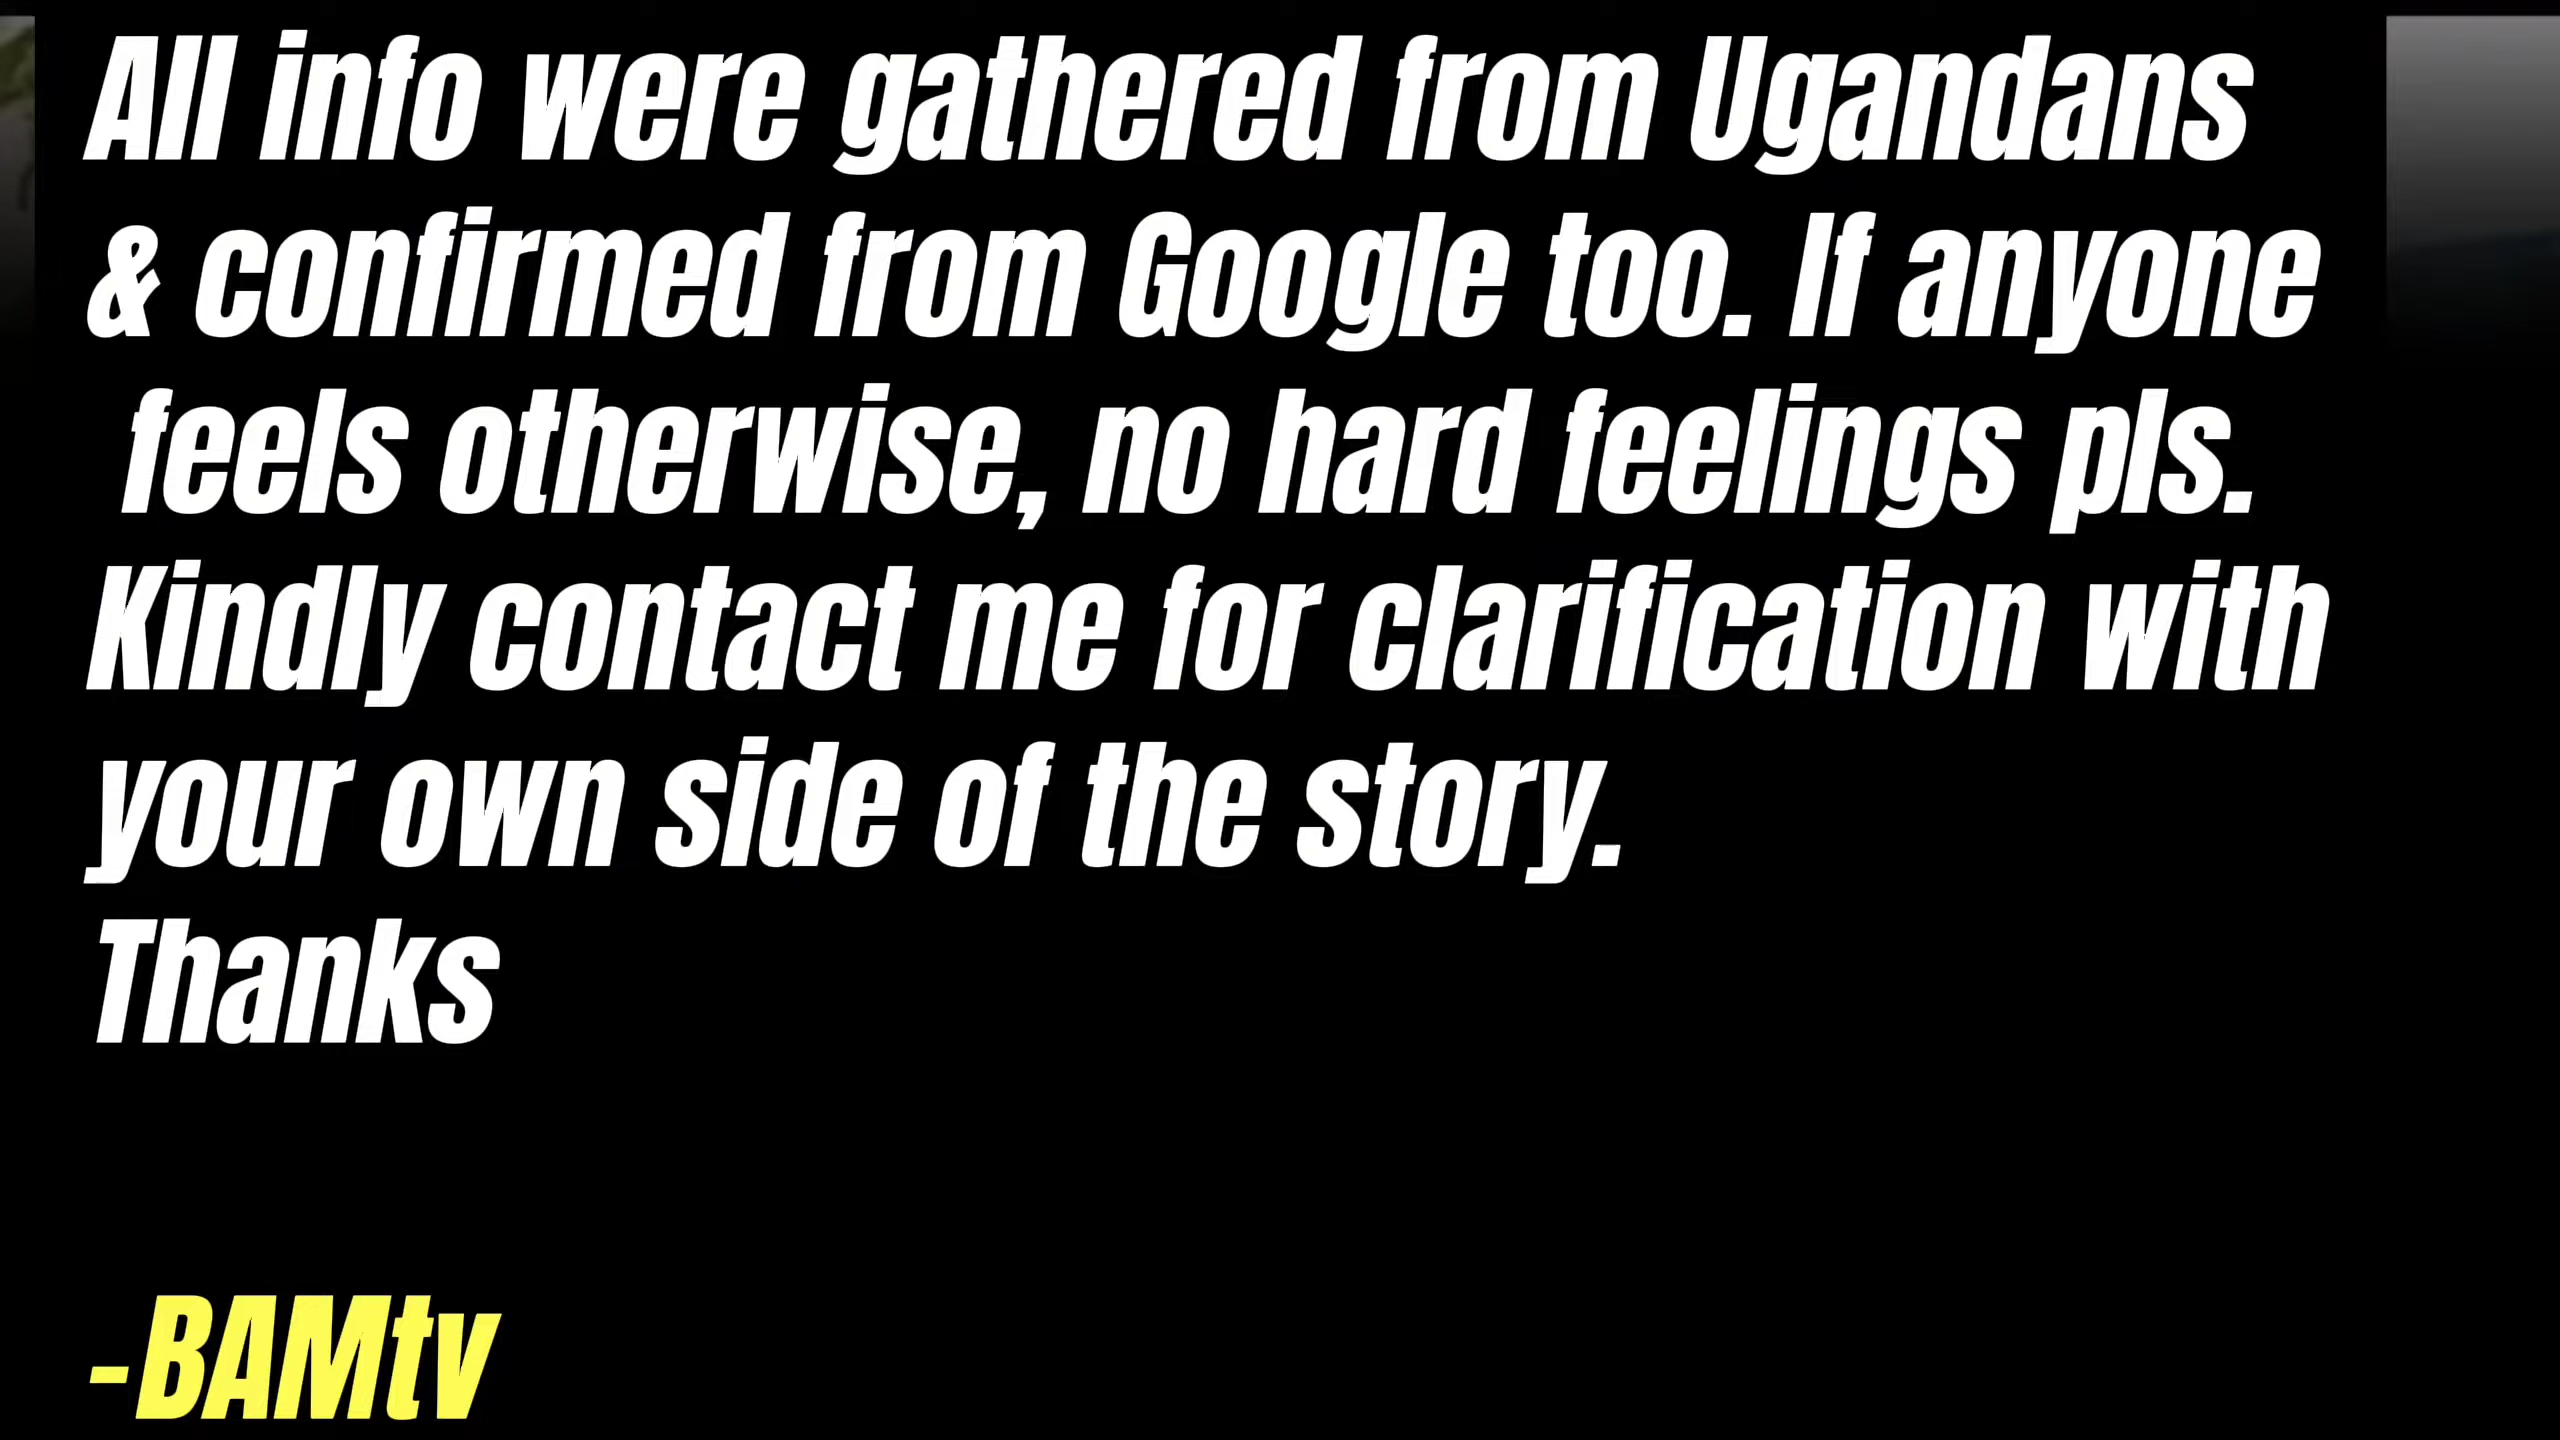 All info were gathered from Ugandans
& confirmed from Google too. If anyone
feels otherwise, no hard feelings pls.
Kindly contact me for clarification with
your own side of the story.
Thanks
-BAMtv